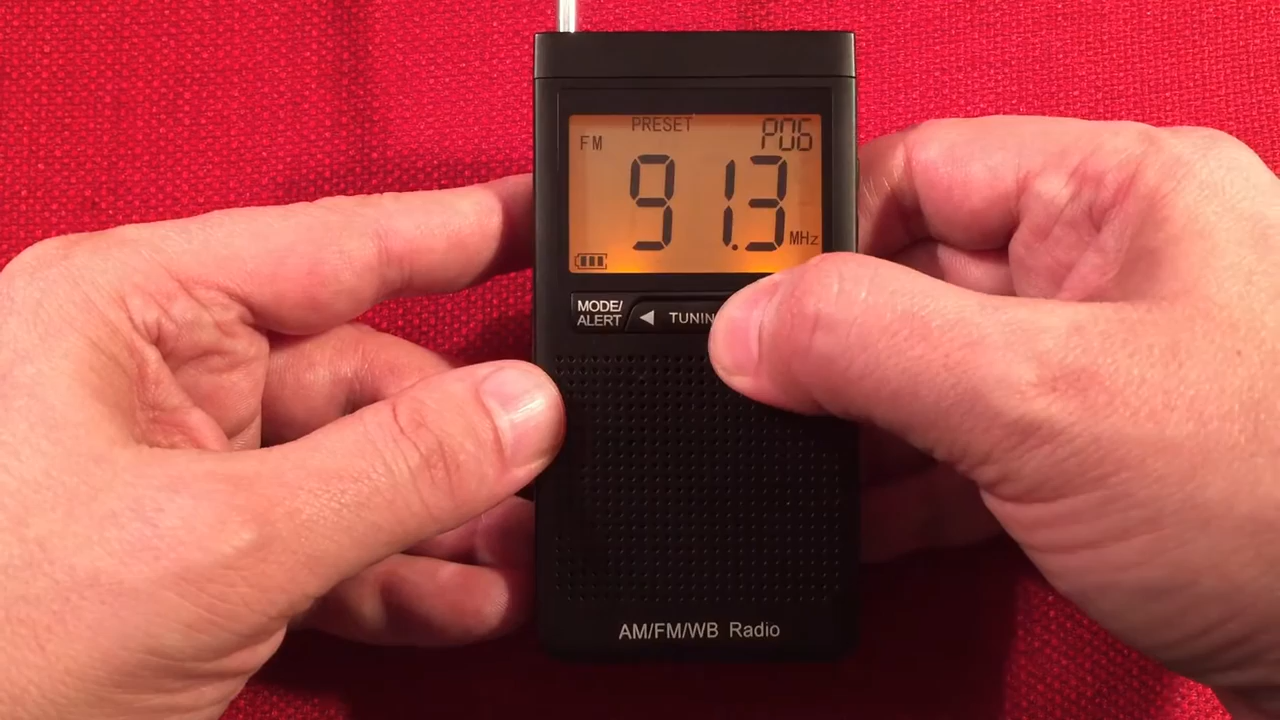 PRESET
FM P06
91.3 MHz
MODE/
ALERT
◀ TUNIN
AM/FM/WB Radio